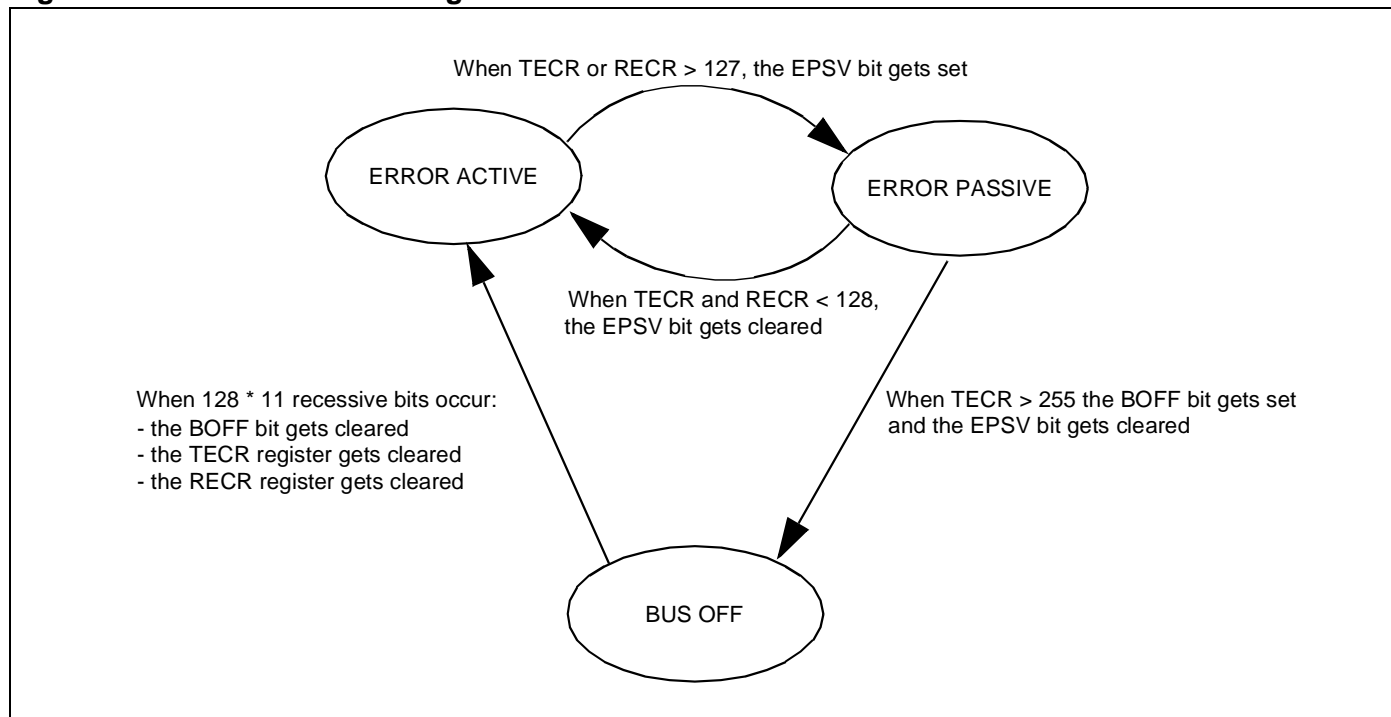 When TECR or RECR > 127, the EPSV bit gets set
ERROR ACTIVE
ERROR PASSIVE
When TECR and RECR < 128,
the EPSV bit gets cleared
When 128 * 11 recessive bits occur:
- the BOFF bit gets cleared
- the TECR register gets cleared
- the RECR register gets cleared
When TECR > 255 the BOFF bit gets set
and the EPSV bit gets cleared
BUS OFF